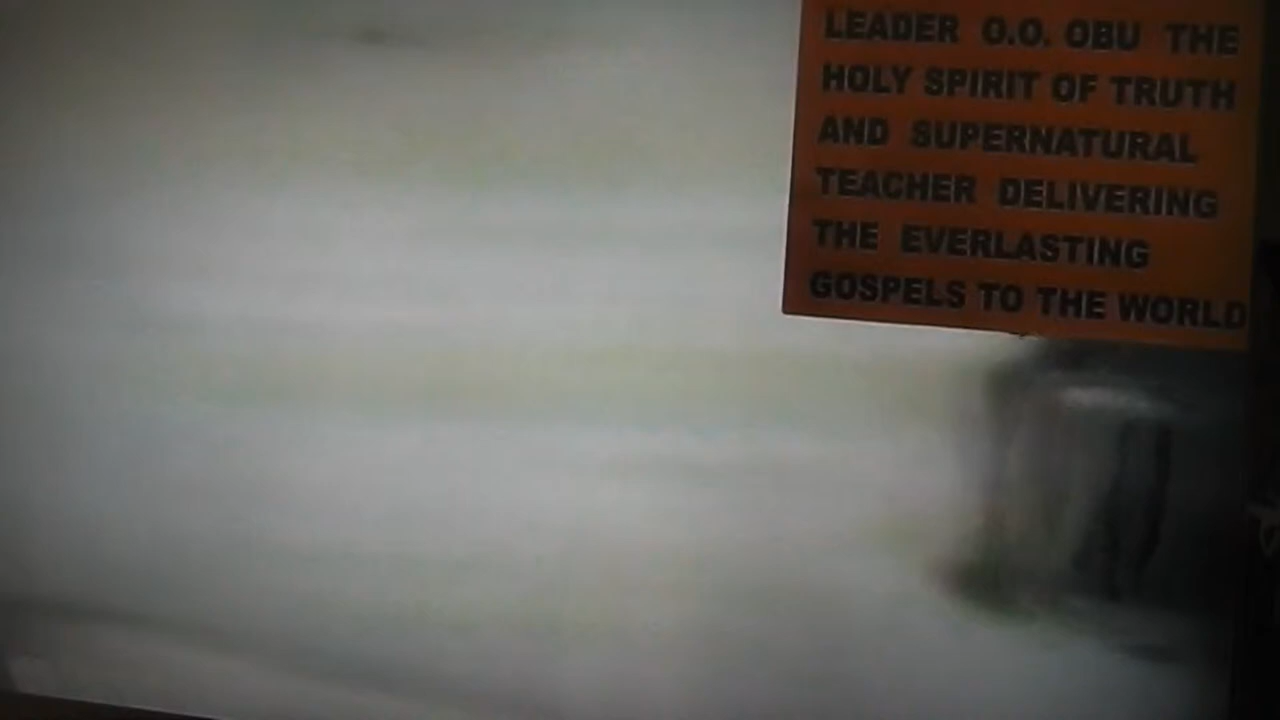 LEADER O.O. OBU THE
HOLY SPIRIT OF TRUTH
AND SUPERNATURAL
TEACHER DELIVERING
THE EVERLASTING
GOSPELS TO THE WORLD